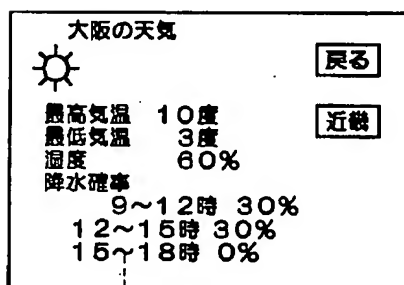 大阪の天気
戻る
最高気温 10度
最低気温 3度
近畿
湿度 60%
降水確率
9~12時 30%
12~15時 30%
15~18時 0%